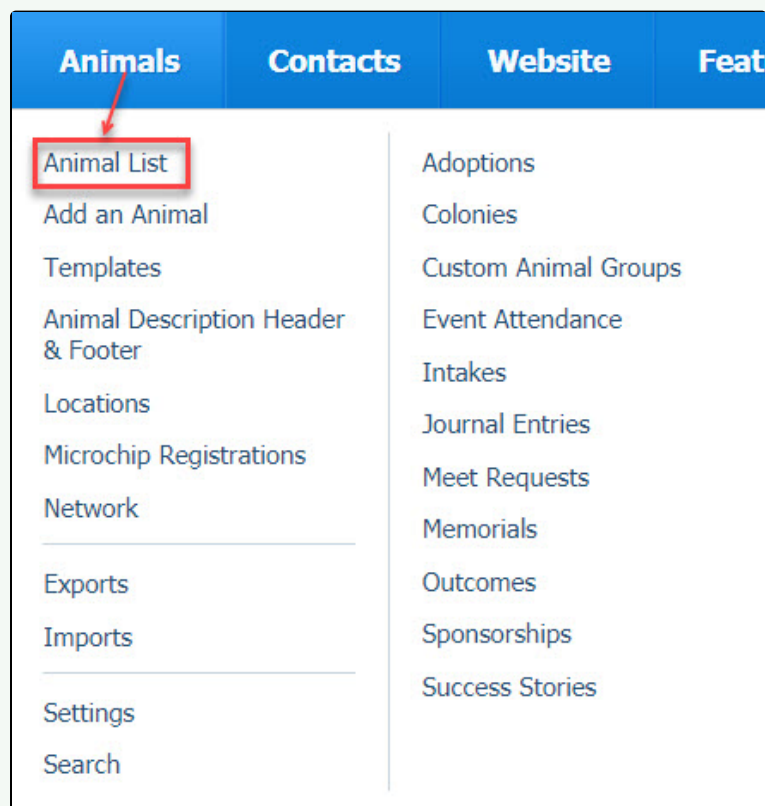 Animals Contacts Website Feat
Animal List
Add an Animal
Templates
Animal Description Header
& Footer
Locations
Microchip Registrations
Network
Exports
Imports
Settings
Search
Adoptions
Colonies
Custom Animal Groups
Event Attendance
Intakes
Journal Entries
Meet Requests
Memorials
Outcomes
Sponsorships
Success Stories